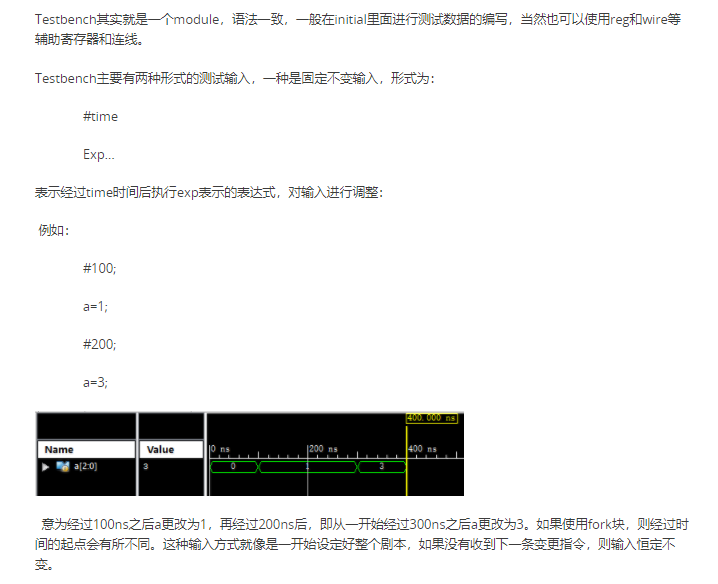 Testbench其实就是一个module，语法一致，一般在initial里面进行测试数据的编写，当然也可以使用reg和wire等
辅助寄存器和连线。
Testbench主要有两种形式的测试输入，一种是固定不变输入，形式为：
#time
Exp...
表示经过time时间后执行exp表示的表达式，对输入进行调整：
例如：
#100;
a=1;
#200;
a=3;
400.000 ns
Name Value 0 ns 200 ns 400 ns
a[2:0] 3 0 1 3
意为经过100ns之后a更改为1，再经过200ns后，即从一开始经过300ns之后a更改为3。如果使用fork块，则经过时
间的起点会有所不同。这种输入方式就像是一开始设定好整个剧本，如果没有收到下一条变更指令，则输入恒定不
变。